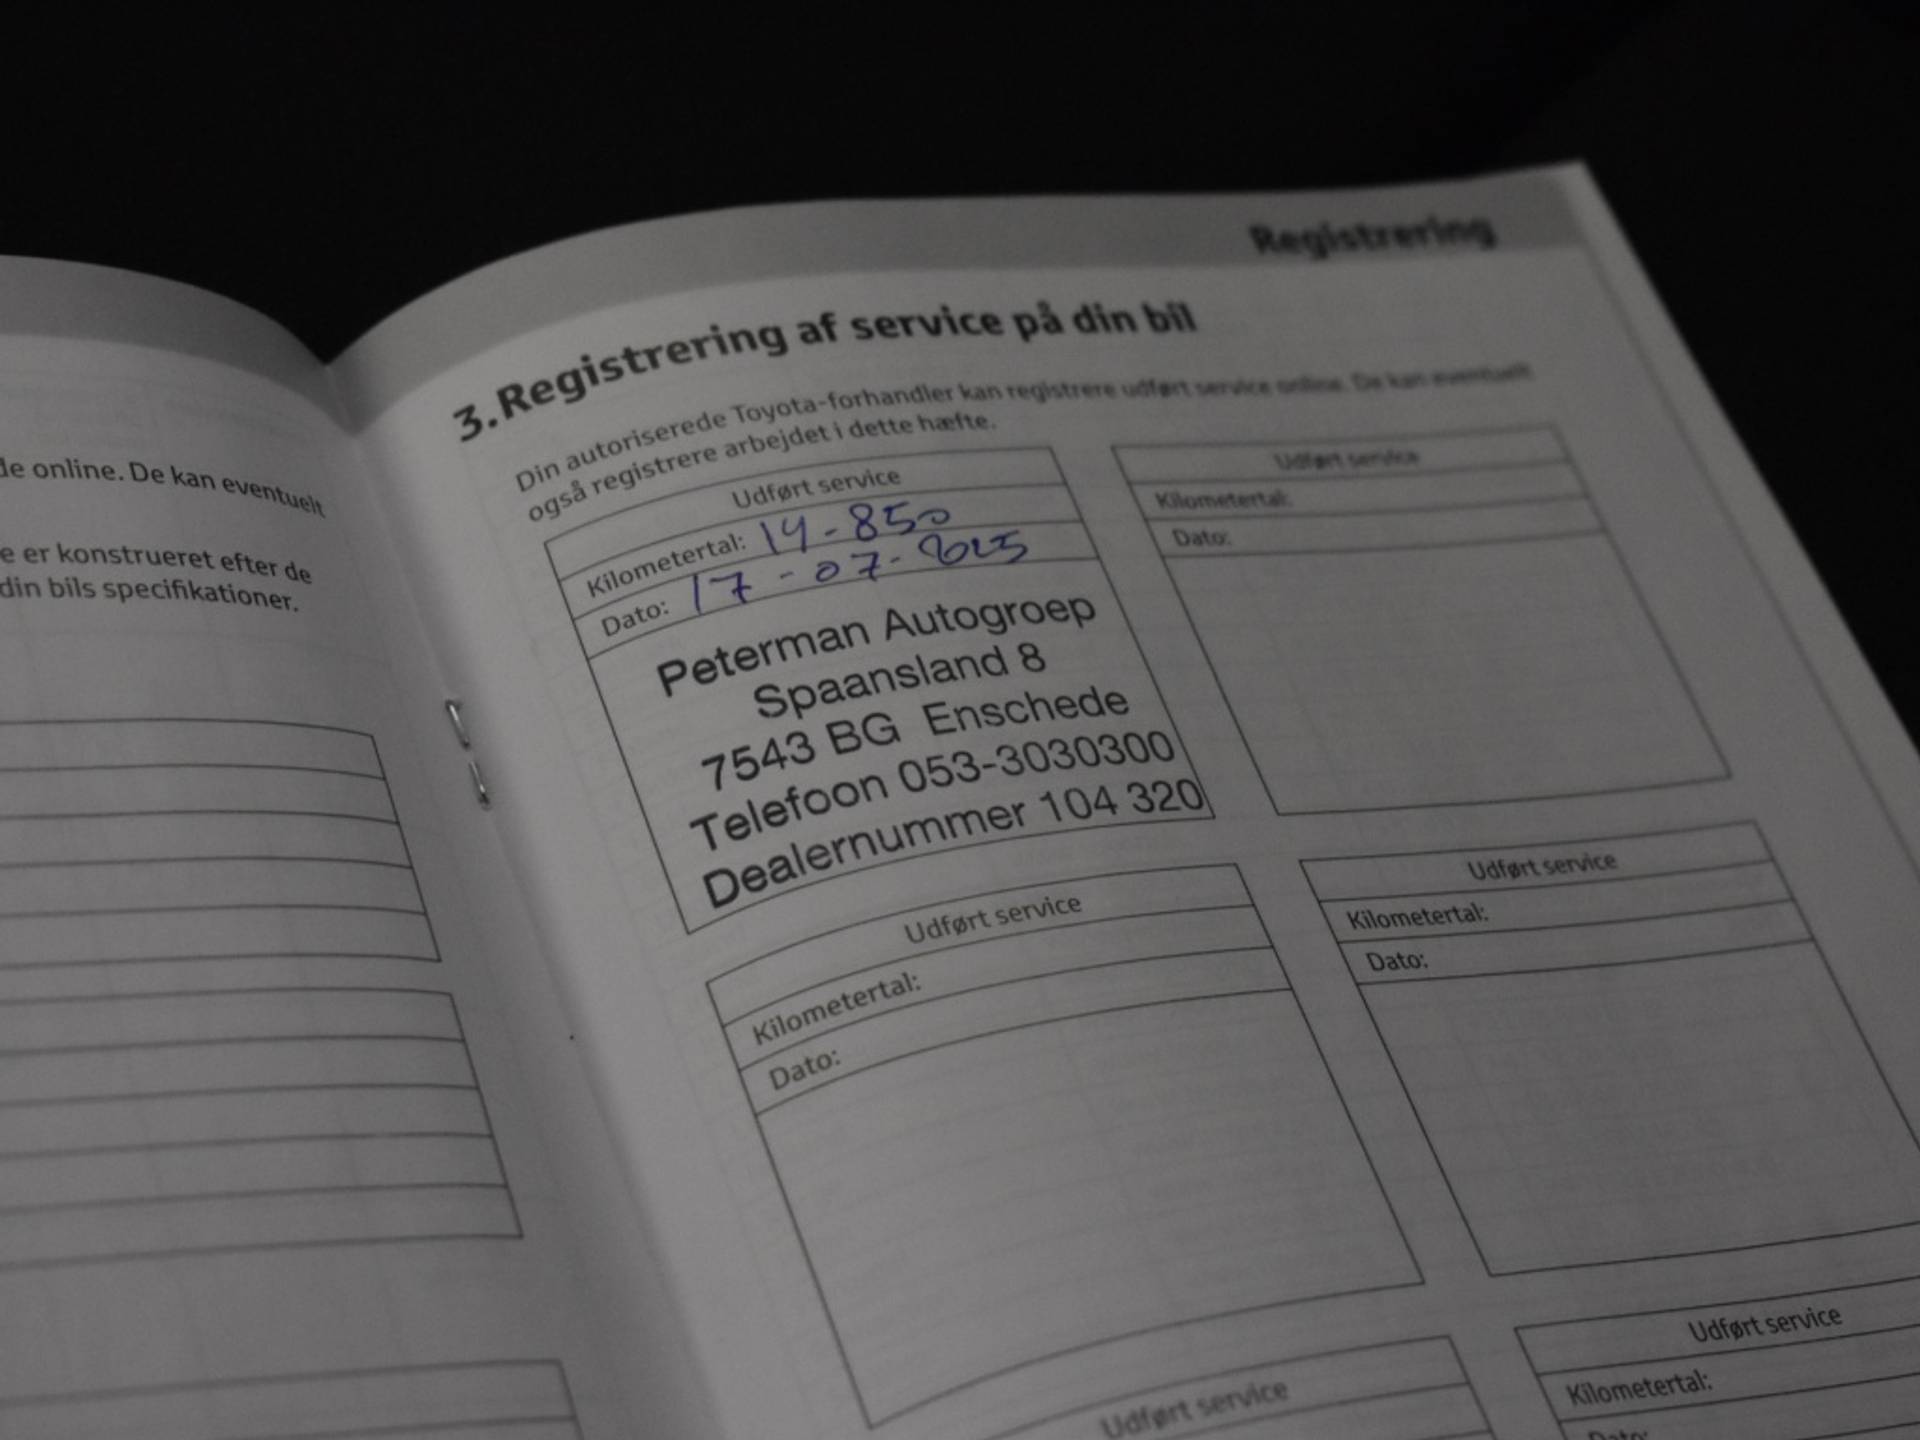 de online. De kan eventuelt
e er konstrueret efter de
din bils specifikationer.
Registrering
3. Registrering af service på din bil
Din autoriserede Toyota-forhandler kan registrere udført service online. De kan eventuelt
også registrere arbejdet i dette hæfte.
Udført service
Kilometertal: 14-850
Dato: 17-07-2025
Peterman Autogroep
Spaansland 8
7543 BG Enschede
Telefoon 053-3030300
Dealernummer 104 320
Udført service
Kilometertal:
Dato:
Udført service
Kilometertal:
Dato:
Udført service
Kilometertal:
Dato:
Udført service
Udført service
Kilometertal:
Dato: